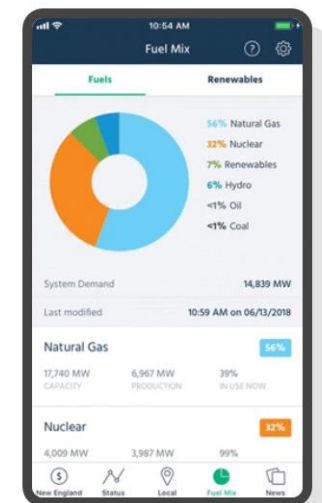 10:54 AM
Fuel Mix
?
Fuels Renewables
56% Natural Gas
32% Nuclear
7% Renewables
6% Hydro
<1% Oil
<1% Coal
System Demand 14,839 MW
Last modified 10:59 AM on 06/13/2018
Natural Gas 56%
17,740 MW 6,967 MW 39%
CAPACITY PRODUCTION IN USE NOW
Nuclear 32%
4,009 MW 3,987 MW 99%
$
New England Status Local Fuel Mix News